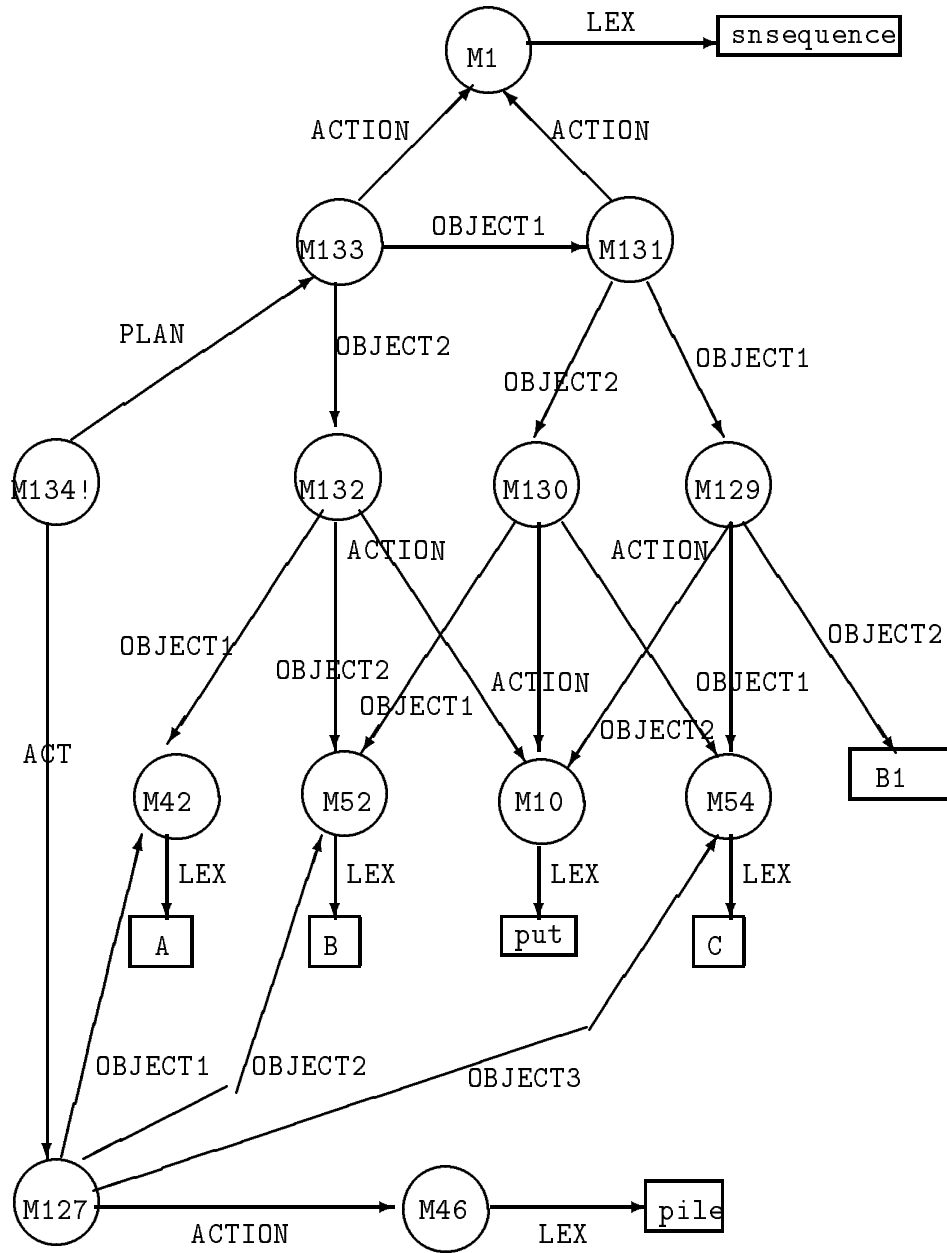 LEX
snsequence
M1
ACTION
ACTION
OBJECT1
M133
M131
PLAN
OBJECT2
OBJECT1
OBJECT2
M134!
M132
M130
M129
ACTION
ACTION
OBJECT2
OBJECT1
OBJECT2
ACTION
OBJECT1
OBJECT1
OBJECT2
ACT
B1
M42
M52
M10
M54
LEX
LEX
LEX
LEX
A
B
put
C
OBJECT1
OBJECT2
OBJECT3
M127
M46
pile
ACTION
LEX